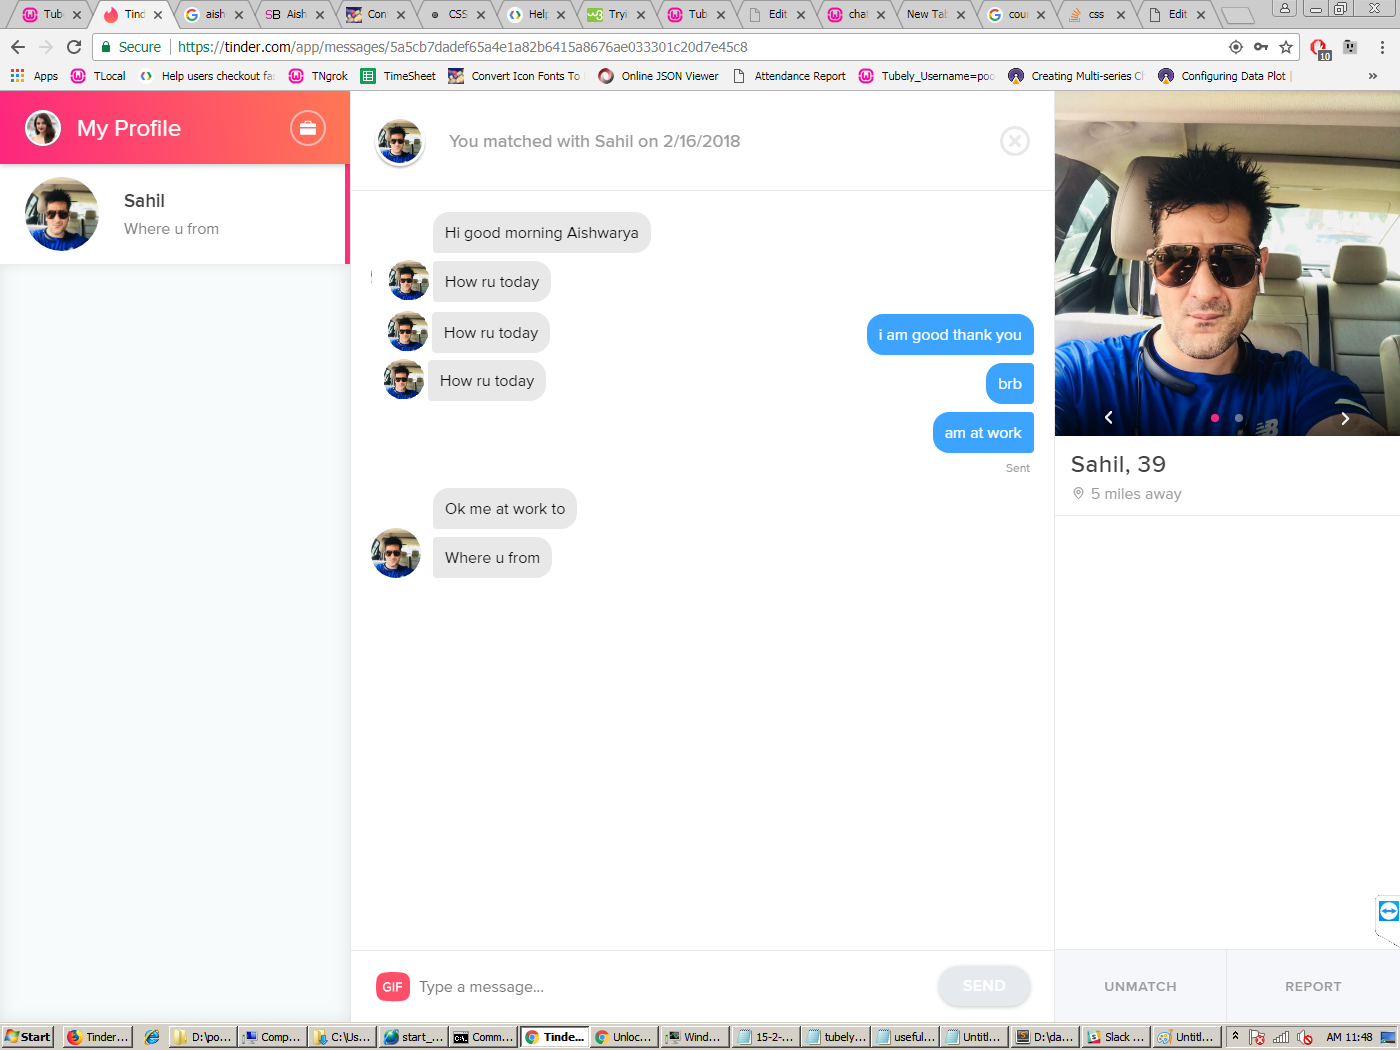 Tub
Tind
aish
Aish
Con
CSS
Help
Tryi
Tub
Edit
chat
New Tab
cou
css
Edit
Secure
https://tinder.com/app/messages/5a5cb7dadef65a4e1a82b6415a8676ae033301c20d7e45c8
10
Apps
TLocal
Help users checkout fa
TNgrok
TimeSheet
Convert Icon Fonts To
Online JSON Viewer
Attendance Report
Tubely_Username=poo
Creating Multi-series C
Configuring Data Plot
»
My Profile
You matched with Sahil on 2/16/2018
Sahil
Where u from
Hi good morning Aishwarya
How ru today
How ru today
i am good thank you
How ru today
brb
am at work
Sent
Ok me at work to
Where u from
Sahil, 39
5 miles away
GIF
Type a message...
SEND
UNMATCH
REPORT
Start
Tinder...
D:\po...
Comp...
C:\Us...
start_...
Comm...
Tinde...
Unloc...
Wind...
15-2-...
tubely...
useful...
Untitl...
D:\da...
Slack ...
Untitl...
AM 11:48